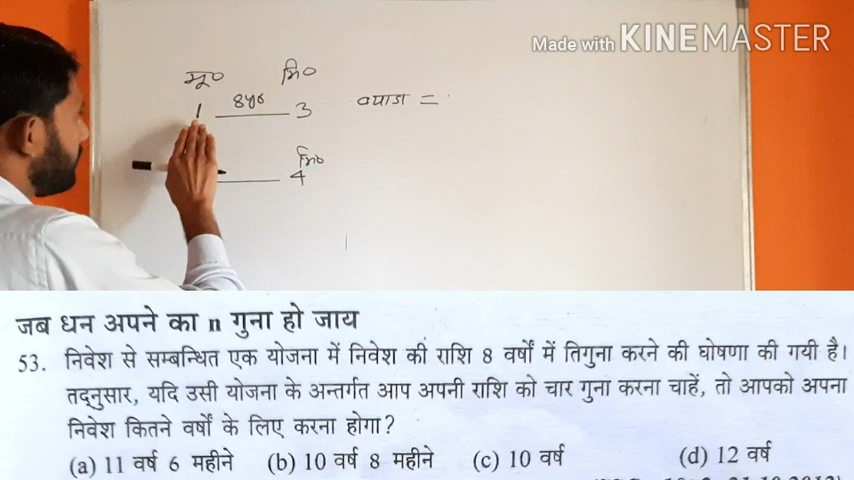 Made with KINEMASTER
मू० मि०
1 8yr 3 ब्याज =
मि०
4
जब धन अपने का n गुना हो जाय
53. निवेश से सम्बन्धित एक योजना में निवेश की राशि 8 वर्षों में तिगुना करने की घोषणा की गयी है।
तद्नुसार, यदि उसी योजना के अन्तर्गत आप अपनी राशि को चार गुना करना चाहें, तो आपको अपना
निवेश कितने वर्षों के लिए करना होगा?
(a) 11 वर्ष 6 महीने (b) 10 वर्ष 8 महीने (c) 10 वर्ष (d) 12 वर्ष